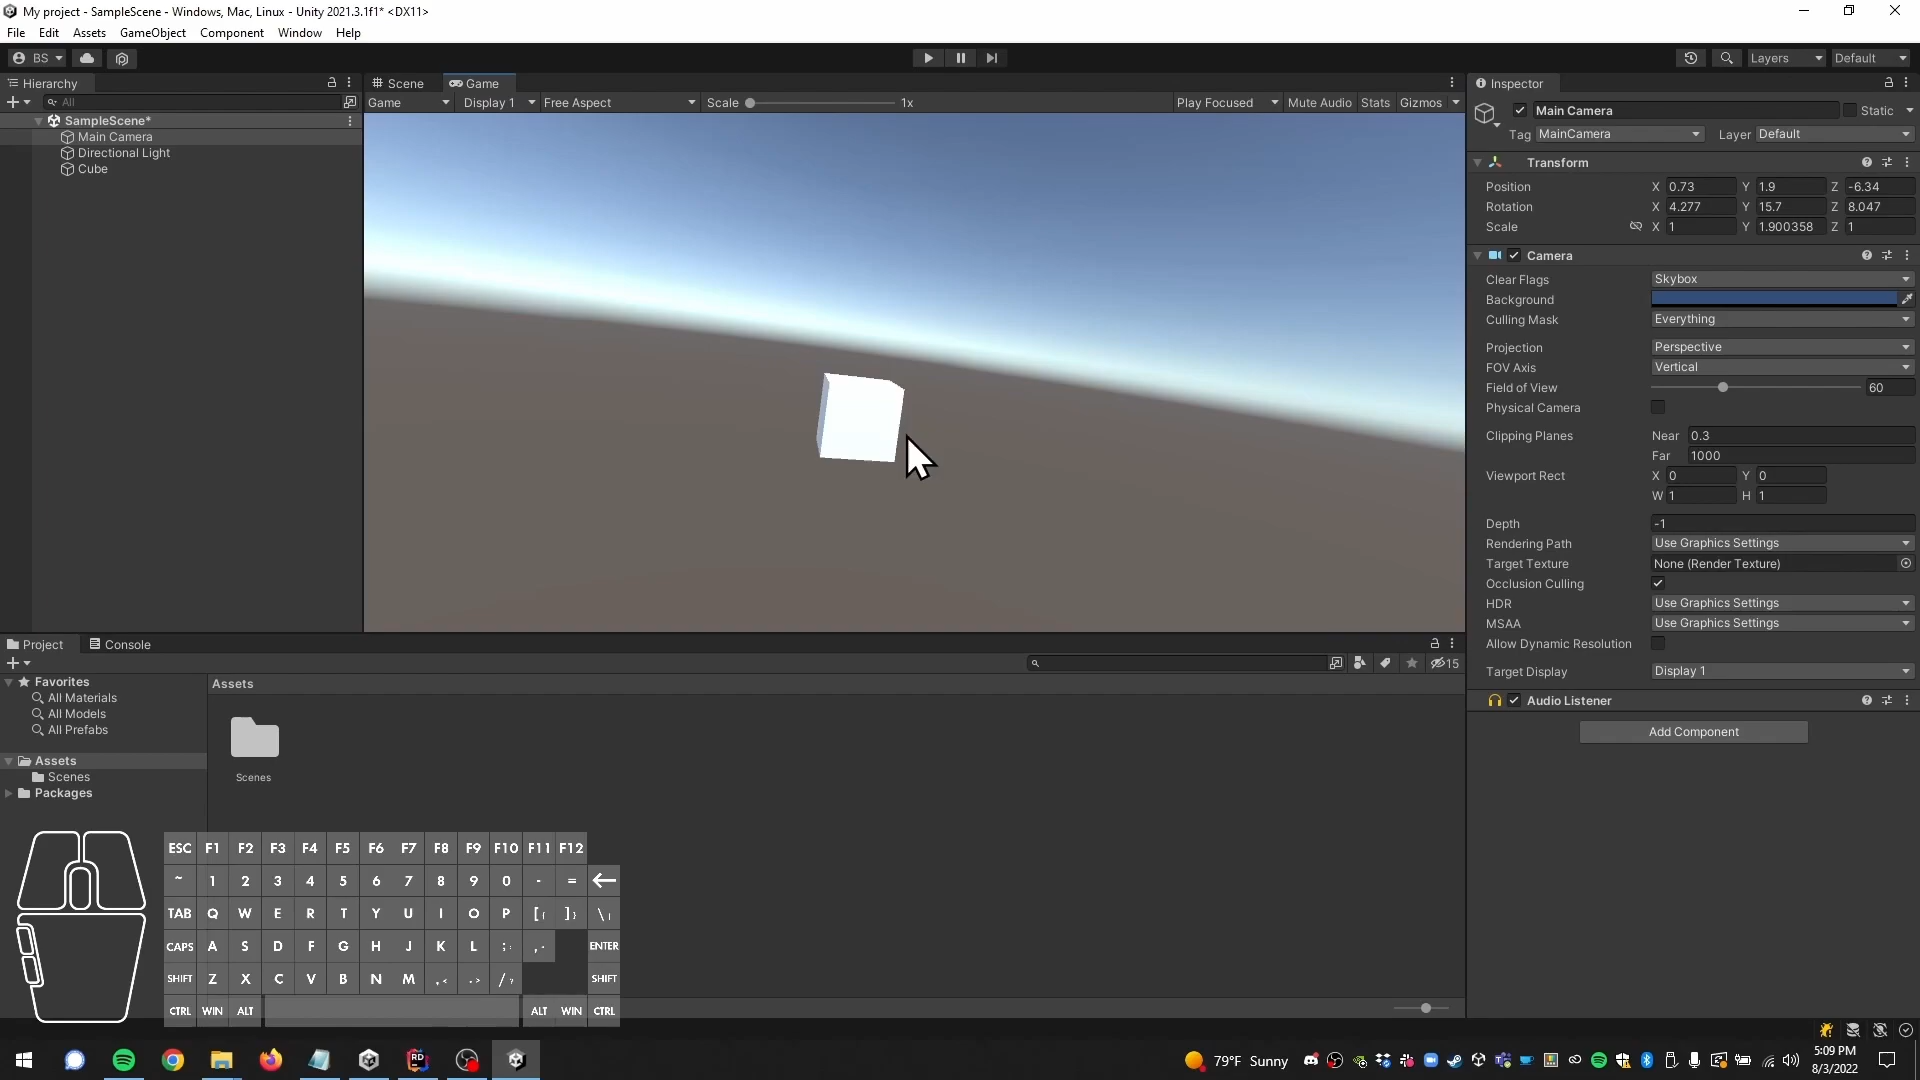 My project - SampleScene - Windows, Mac, Linux - Unity 2021.3.1f1* <DX11>
File Edit Assets GameObject Component Window Help
BS Layers Default
Hierarchy
All
SampleScene*
Main Camera
Directional Light
Cube
Scene Game
Game Display 1 Free Aspect Scale 1x Play Focused Mute Audio Stats Gizmos
Inspector
Main Camera Static
Tag MainCamera Layer Default
Transform
Position X 0.73 Y 1.9 Z -6.34
Rotation X 4.277 Y 15.7 Z 8.047
Scale X 1 Y 1.900358 Z 1
Camera
Clear Flags Skybox
Background
Culling Mask Everything
Projection Perspective
FOV Axis Vertical
Field of View 60
Physical Camera
Clipping Planes Near 0.3
Far 1000
Viewport Rect X 0 Y 0
W 1 H 1
Depth -1
Rendering Path Use Graphics Settings
Target Texture None (Render Texture)
Occlusion Culling
HDR Use Graphics Settings
MSAA Use Graphics Settings
Allow Dynamic Resolution
Target Display Display 1
Audio Listener
Add Component
Project Console
15
Favorites
All Materials
All Models
All Prefabs
Assets
Scenes
Packages
Assets
Scenes
ESC F1 F2 F3 F4 F5 F6 F7 F8 F9 F10 F11 F12
~ 1 2 3 4 5 6 7 8 9 0 - =
TAB Q W E R T Y U I O P [{ ]} \|
CAPS A S D F G H J K L ;: ENTER
SHIFT Z X C V B N M ,< .> /? SHIFT
CTRL WIN ALT ALT WIN CTRL
79°F Sunny
5:09 PM
8/3/2022